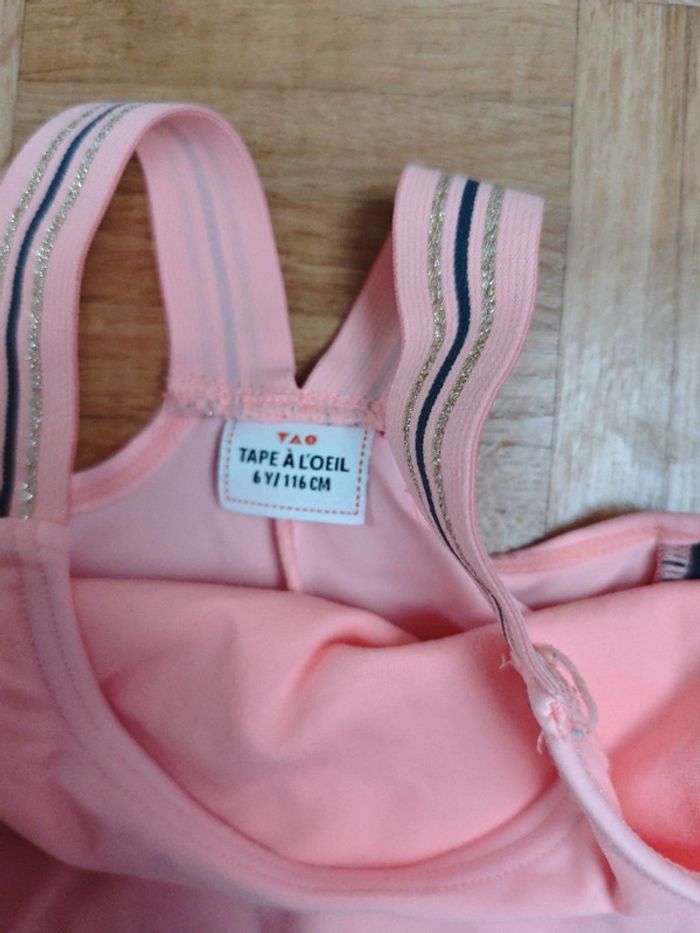 TAO
TAPE À L'OEIL
6 Y/116 CM